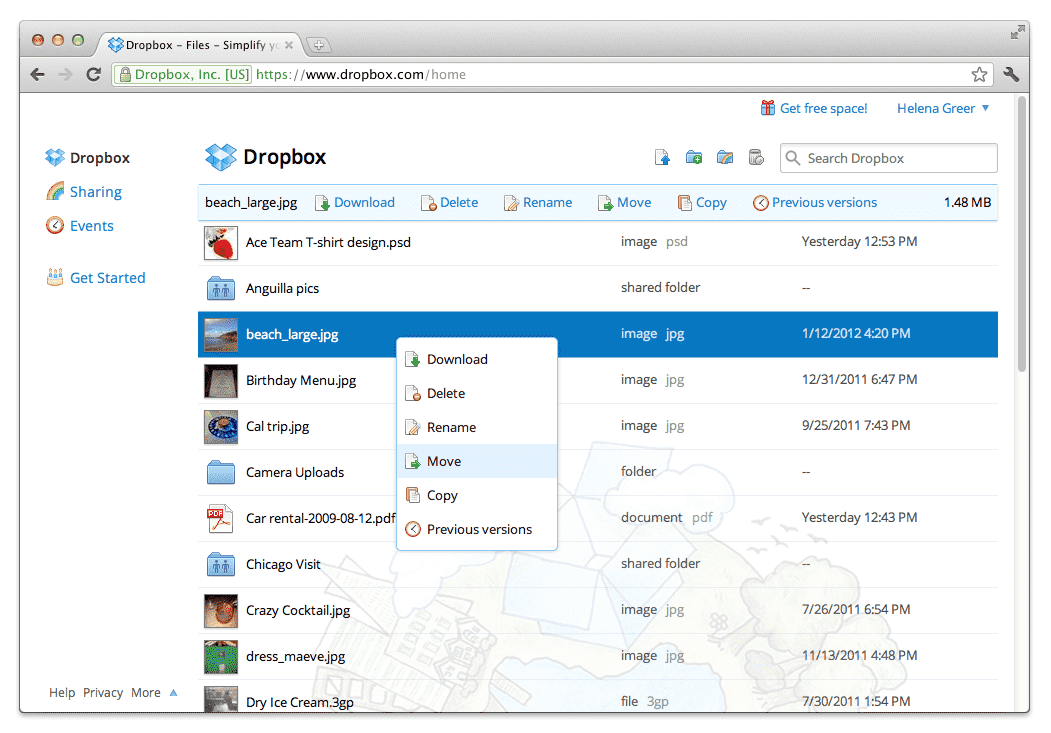 Dropbox – Files – Simplify yo
Dropbox, Inc. [US] https://www.dropbox.com/home
Get free space! Helena Greer
Dropbox
Sharing
Events
Get Started
Dropbox
Search Dropbox
beach_large.jpg Download Delete Rename Move Copy Previous versions 1.48 MB
Ace Team T-shirt design.psd image psd Yesterday 12:53 PM
Anguilla pics shared folder --
beach_large.jpg image jpg 1/12/2012 4:20 PM
Birthday Menu.jpg image jpg 12/31/2011 6:47 PM
Cal trip.jpg image jpg 9/25/2011 7:43 PM
Camera Uploads folder --
PDF
Car rental-2009-08-12.pdf document pdf Yesterday 12:43 PM
Chicago Visit shared folder --
Crazy Cocktail.jpg image jpg 7/26/2011 6:54 PM
dress_maeve.jpg image jpg 11/13/2011 4:48 PM
Dry Ice Cream.3gp file 3gp 7/30/2011 1:54 PM
Download
Delete
Rename
Move
Copy
Previous versions
Help Privacy More